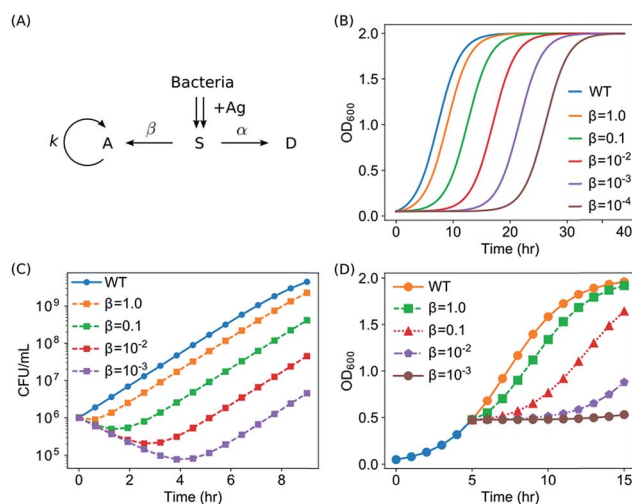 (A)
Bacteria
+Ag
k
A
β
S
α
D
(B)
OD600
2.0
1.5
1.0
0.5
2.0
0
10
20
30
40
Time (hr)
WT
β=1.0
β=0.1
β=10-2
β=10-3
β=10-4
(C)
CFU/mL
109
108
107
106
105
0
2
4
6
8
Time (hr)
WT
β=1.0
β=0.1
β=10-2
β=10-3
(D)
OD600
2.0
1.5
1.0
0.5
0.0
0
5
10
15
Time (hr)
WT
β=1.0
β=0.1
β=10-2
β=10-3